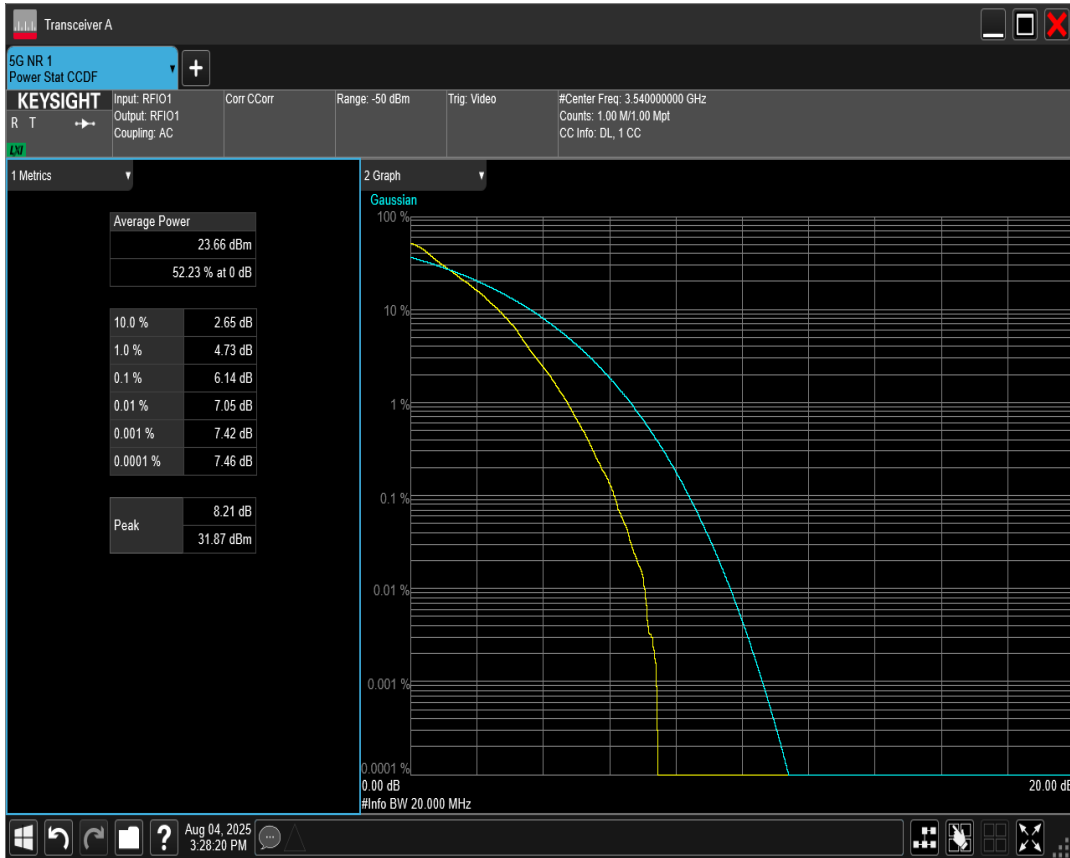 Transceiver A
5G NR 1
Power Stat CCDF
KEYSIGHT
R T
LXI
Input: RFIO1
Output: RFIO1
Coupling: AC
Corr CCorr
Range: -50 dBm
Trig: Video
#Center Freq: 3.540000000 GHz
Counts: 1.00 M/1.00 Mpt
CC Info: DL, 1 CC
1 Metrics
Average Power
23.66 dBm
52.23 % at 0 dB
10.0 % 2.65 dB
1.0 % 4.73 dB
0.1 % 6.14 dB
0.01 % 7.05 dB
0.001 % 7.42 dB
0.0001 % 7.46 dB
Peak
8.21 dB
31.87 dBm
2 Graph
Gaussian
100 %
10 %
1 %
0.1 %
0.01 %
0.001 %
0.0001 %
0.00 dB 20.00 dB
#Info BW 20.000 MHz
? Aug 04, 2025
3:28:20 PM